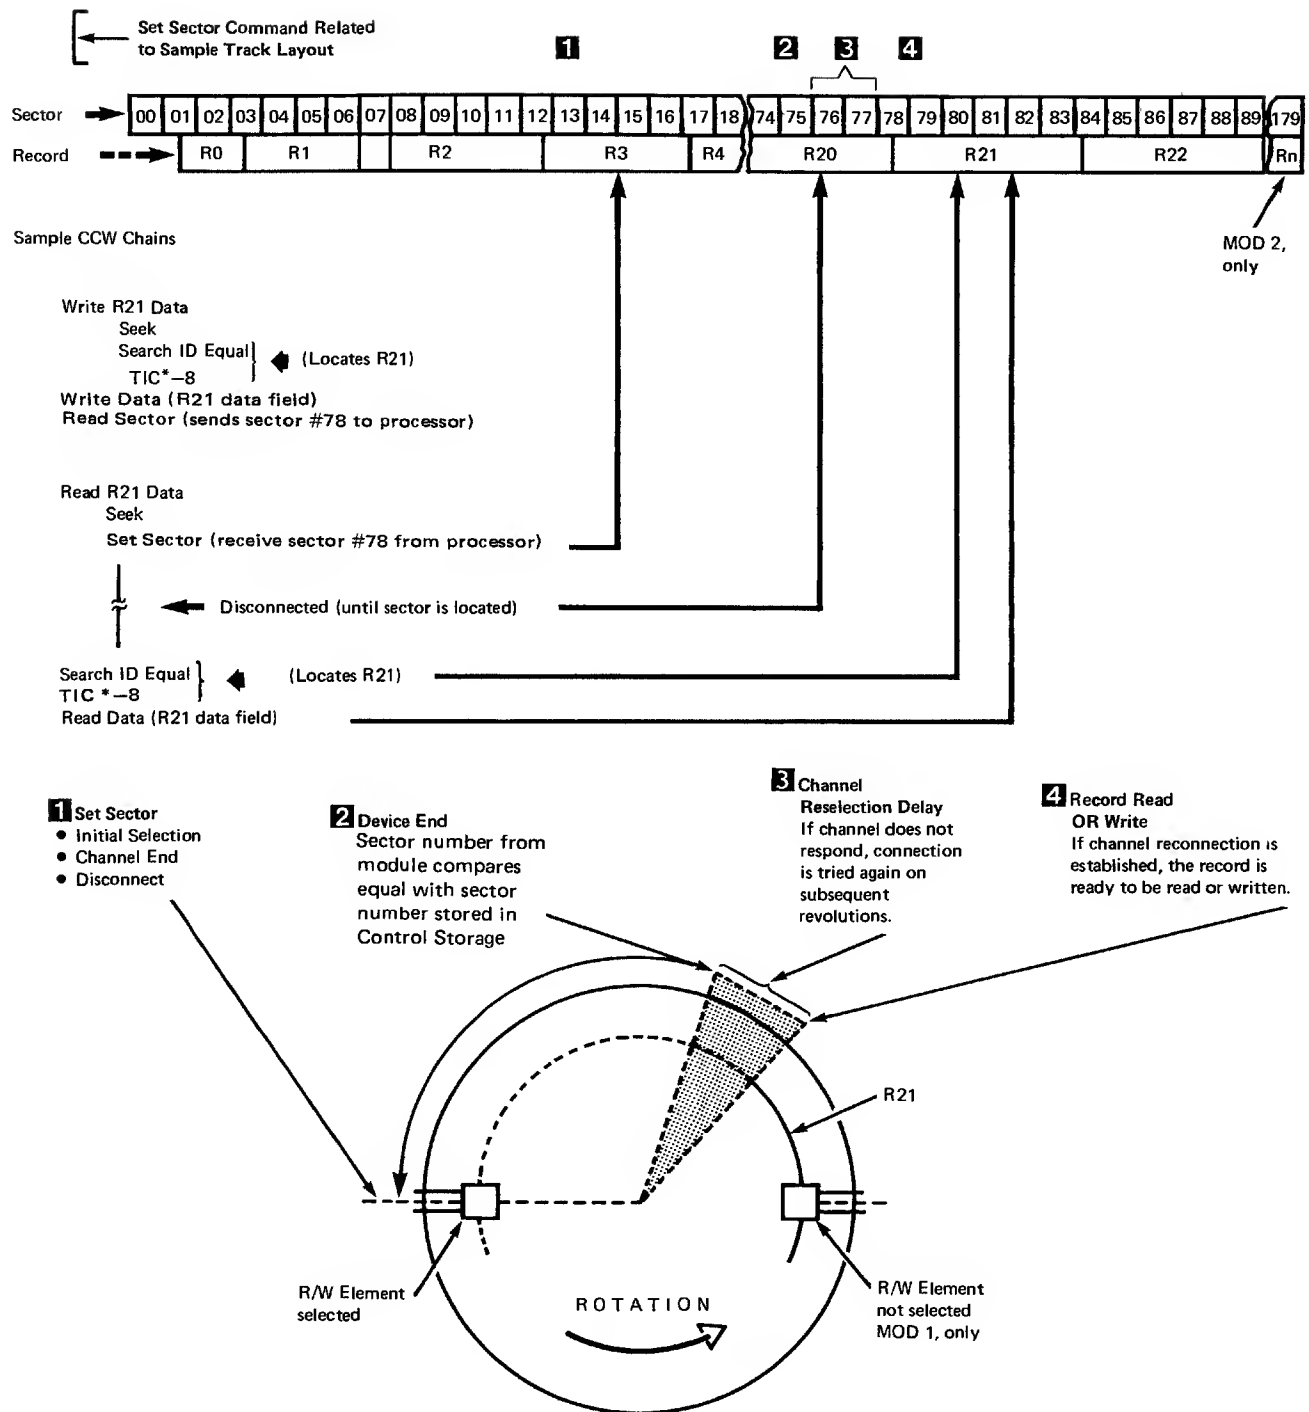 Set Sector Command Related
to Sample Track Layout
1
2
3
4
Sector
00 01 02 03 04 05 06 07 08 09 10 11 12 13 14 15 16 17 18 74 75 76 77 78 79 80 81 82 83 84 85 86 87 88 89 179
Record
R0 R1 R2 R3 R4 R20 R21 R22 Rn
MOD 2,
only
Sample CCW Chains
Write R21 Data
Seek
Search ID Equal
(Locates R21)
TIC*−8
Write Data (R21 data field)
Read Sector (sends sector #78 to processor)
Read R21 Data
Seek
Set Sector (receive sector #78 from processor)
Disconnected (until sector is located)
Search ID Equal
(Locates R21)
TIC *−8
Read Data (R21 data field)
1 Set Sector
• Initial Selection
• Channel End
• Disconnect
2 Device End
Sector number from
module compares
equal with sector
number stored in
Control Storage
3 Channel
Reselection Delay
If channel does not
respond, connection
is tried again on
subsequent
revolutions.
4 Record Read
OR Write
If channel reconnection is
established, the record is
ready to be read or written.
R21
R/W Element
selected
ROTATION
R/W Element
not selected
MOD 1, only